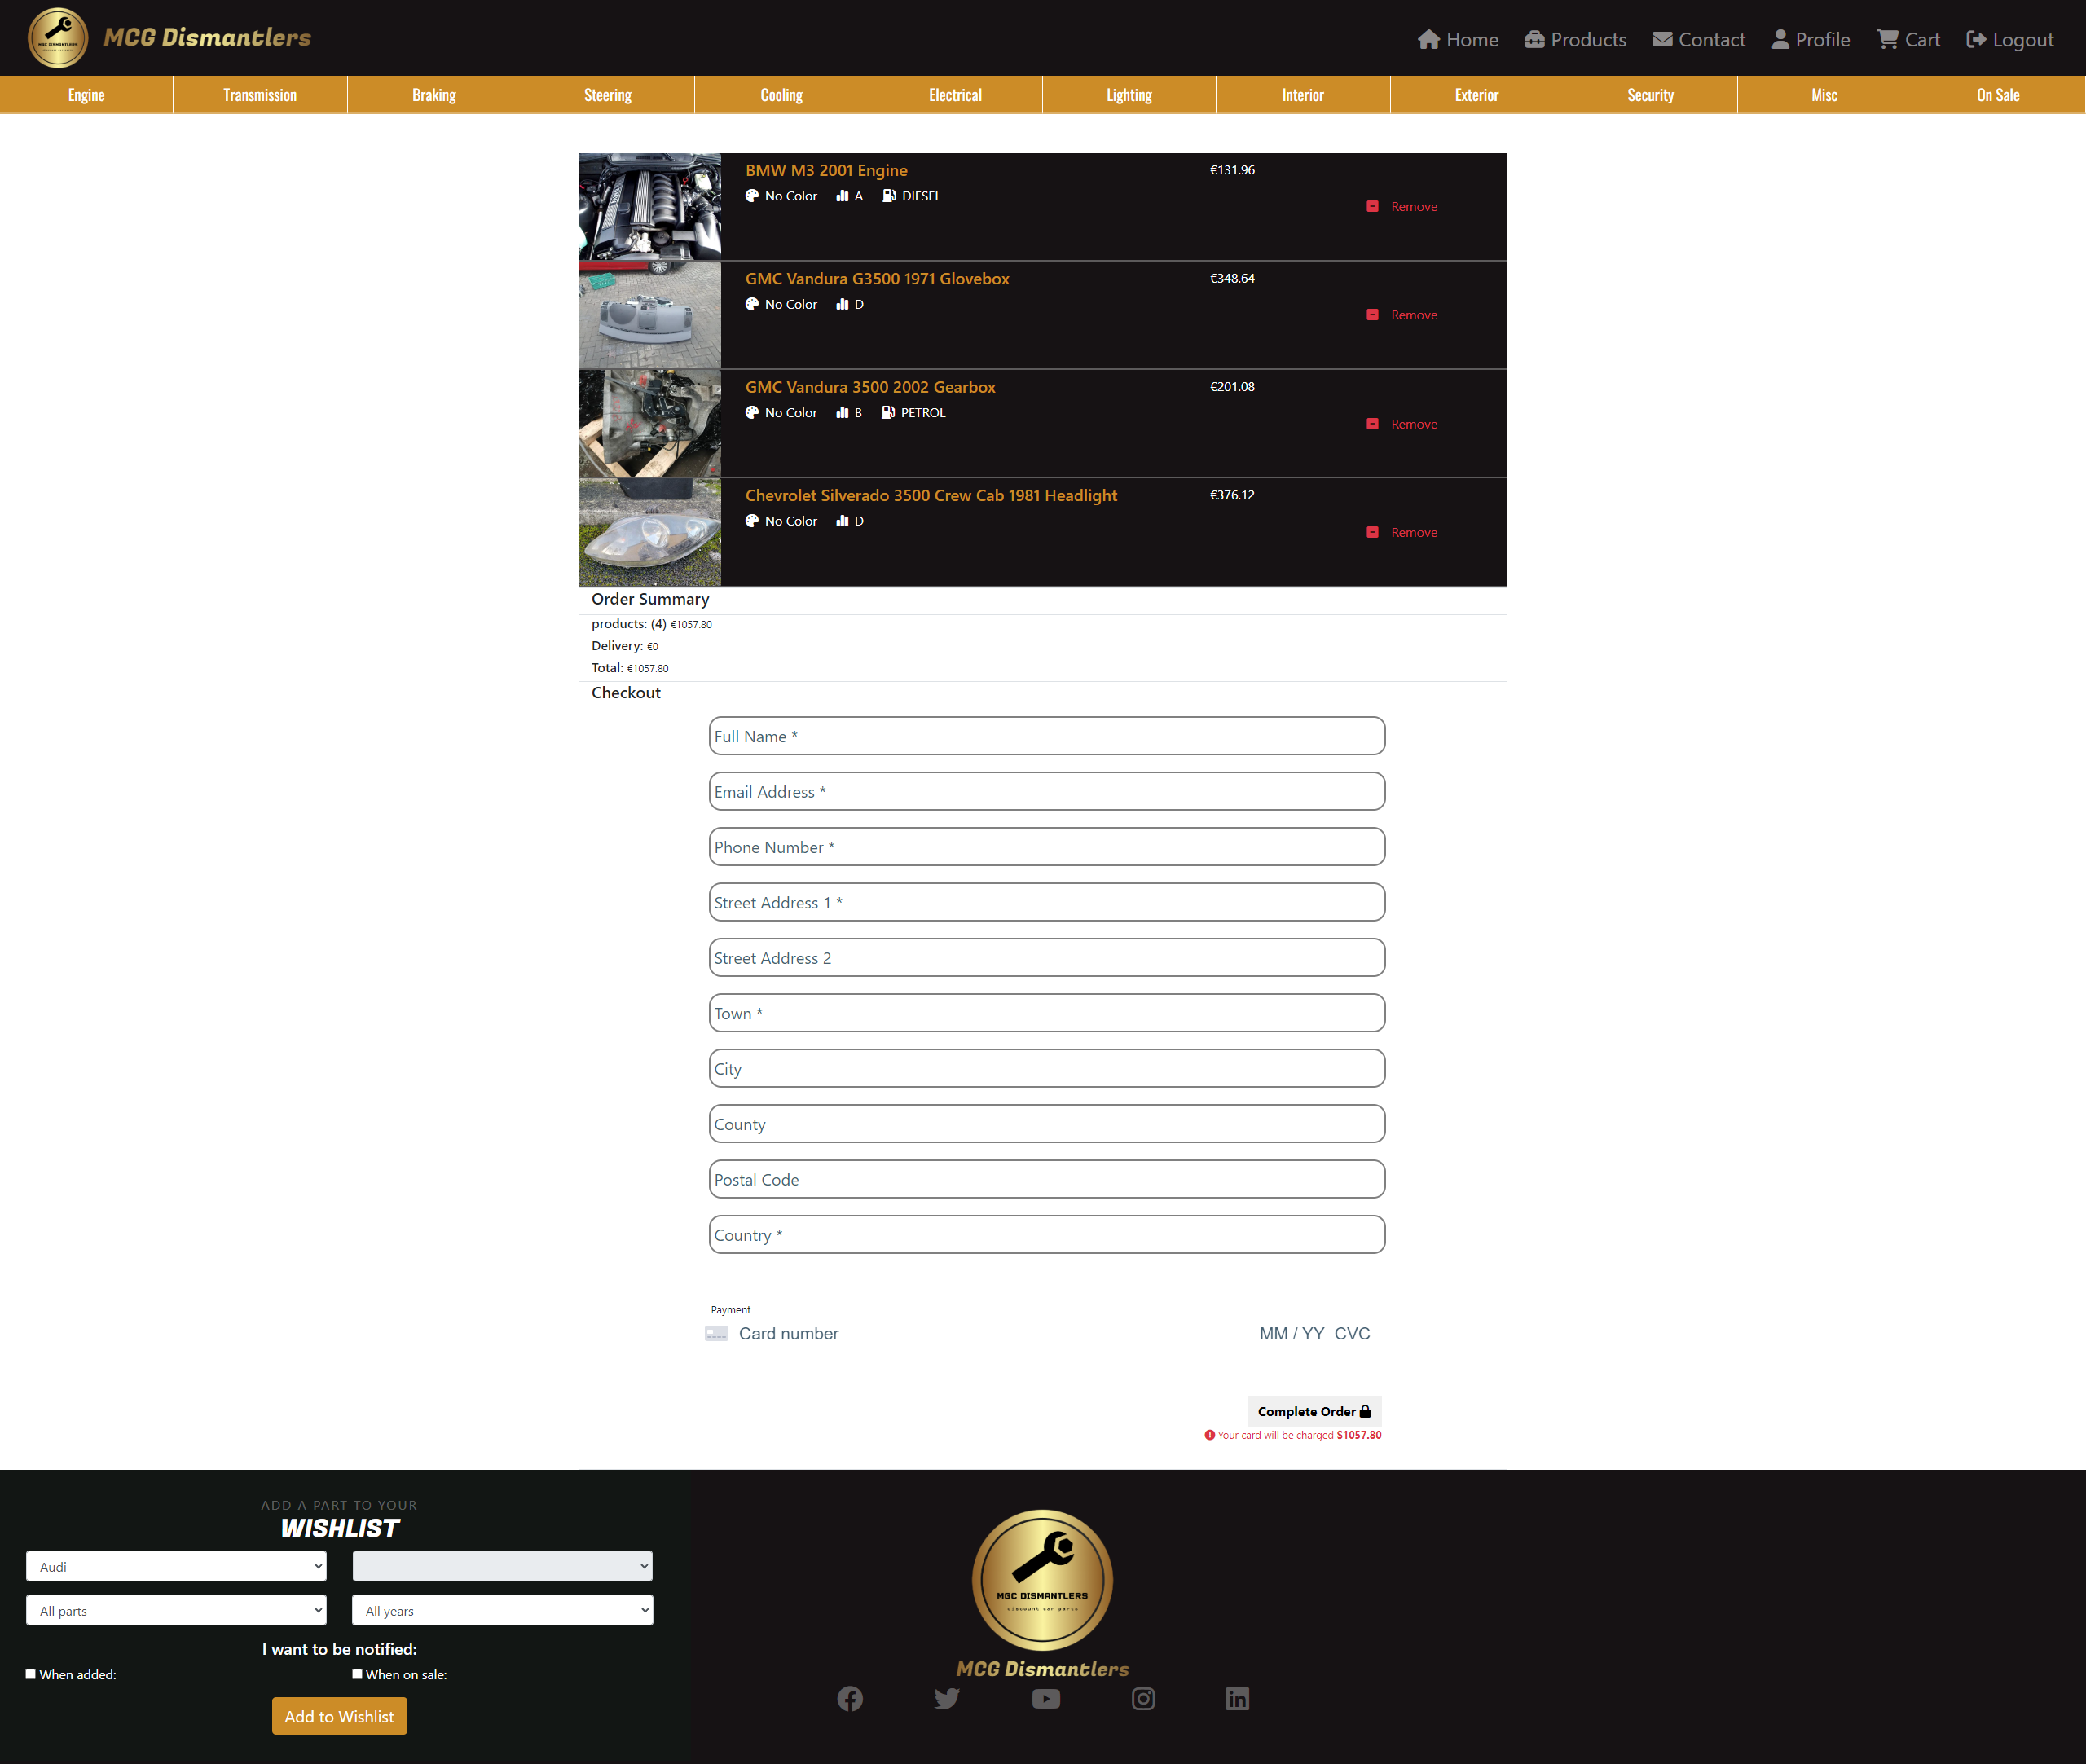 MCG Dismantlers
Home Products Contact Profile Cart Logout
Engine Transmission Braking Steering Cooling Electrical Lighting Interior Exterior Security Misc On Sale
BMW M3 2001 Engine €131.96
No Color A DIESEL
Remove
GMC Vandura G3500 1971 Glovebox €348.64
No Color D
Remove
GMC Vandura 3500 2002 Gearbox €201.08
No Color B PETROL
Remove
Chevrolet Silverado 3500 Crew Cab 1981 Headlight €376.12
No Color D
Remove
Order Summary
products: (4) €1057.80
Delivery: €0
Total: €1057.80
Checkout
Full Name *
Email Address *
Phone Number *
Street Address 1 *
Street Address 2
Town *
City
County
Postal Code
Country *
Payment
Card number MM / YY CVC
Complete Order
Your card will be charged $1057.80
ADD A PART TO YOUR
WISHLIST
Audi ----------
All parts All years
I want to be notified:
When added: When on sale:
Add to Wishlist
MGC DISMANTLERS
discount car parts
MCG Dismantlers